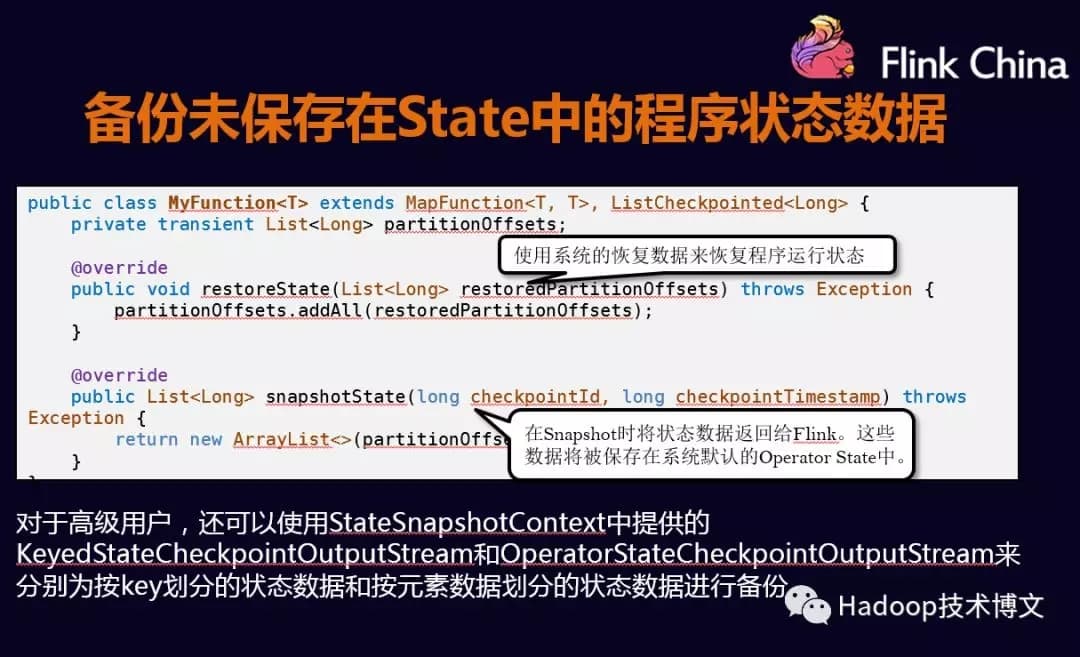 Flink China
备份未保存在State中的程序状态数据
public class MyFunction<T> extends MapFunction<T, T>, ListCheckpointed<Long> {
private transient List<Long> partitionOffsets;
使用系统的恢复数据来恢复程序运行状态
@override
public void restoreState(List<Long> restoredPartitionOffsets) throws Exception {
partitionOffsets.addAll(restoredPartitionOffsets);
}
@override
public List<Long> snapshotState(long checkpointId, long checkpointTimestamp) throws
Exception {
return new ArrayList<>(partitionOffs
在Snapshot时将状态数据返回给Flink。这些
数据将被保存在系统默认的Operator State中。
}
对于高级用户，还可以使用StateSnapshotContext中提供的
KeyedStateCheckpointOutputStream和OperatorStateCheckpointOutputStream来
分别为按key划分的状态数据和按元素数据划分的状态数据进行备份
Hadoop技术博文